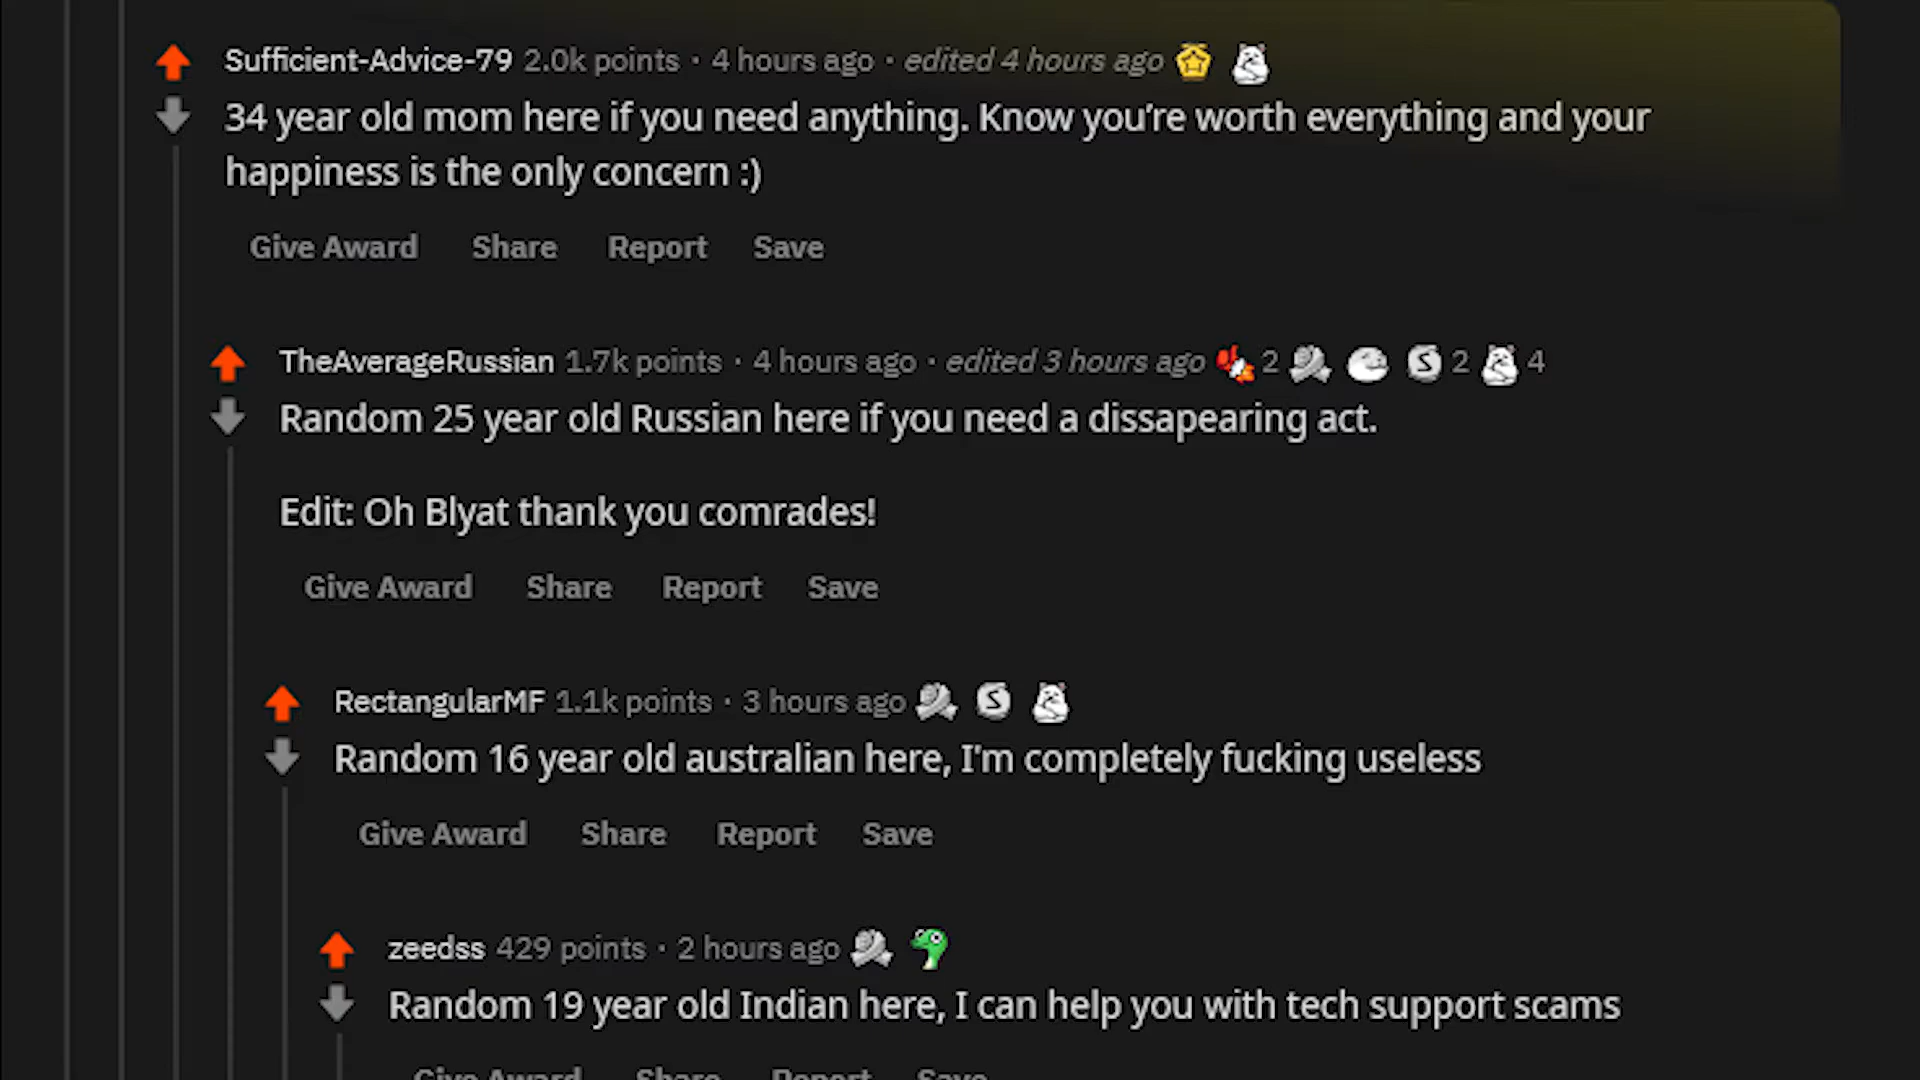 Sufficient-Advice-79 2.0k points · 4 hours ago · edited 4 hours ago
34 year old mom here if you need anything. Know you’re worth everything and your
happiness is the only concern :)
Give Award Share Report Save
TheAverageRussian 1.7k points · 4 hours ago · edited 3 hours ago 2 2 4
Random 25 year old Russian here if you need a dissapearing act.
Edit: Oh Blyat thank you comrades!
Give Award Share Report Save
RectangularMF 1.1k points · 3 hours ago
Random 16 year old australian here, I'm completely fucking useless
Give Award Share Report Save
zeedss 429 points · 2 hours ago
Random 19 year old Indian here, I can help you with tech support scams
Give Award Share Report Save